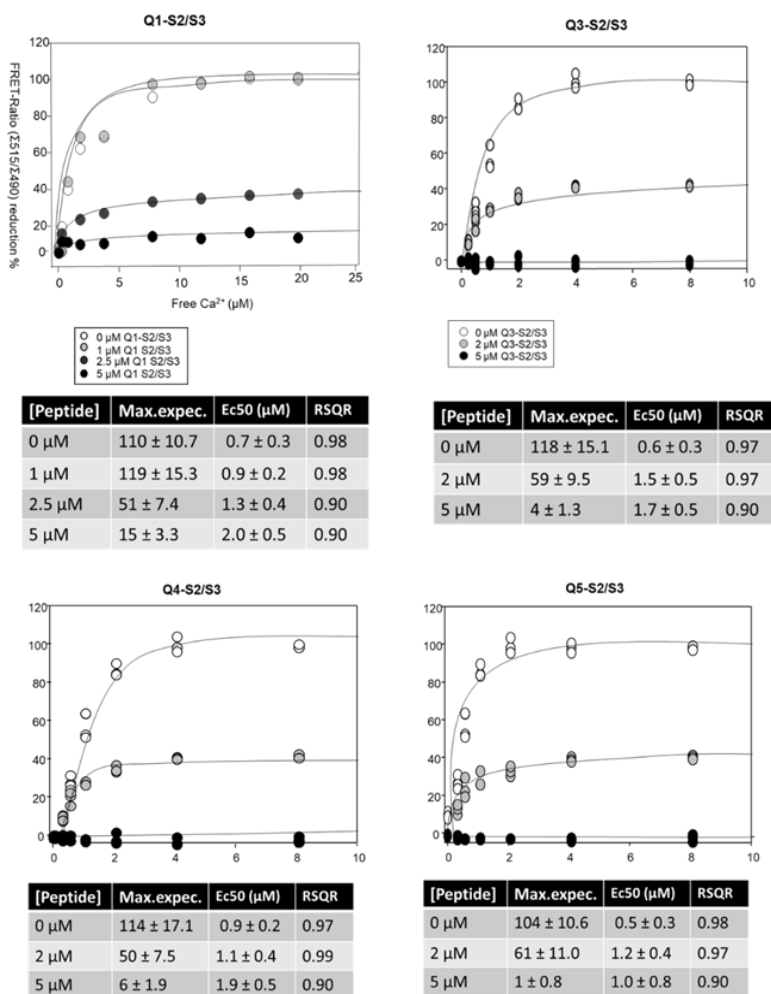 Q1-S2/S3
120
100
80
60
40
20
0
FRET-Ratio (Σ515/Σ490) reduction %
0 5 10 15 20 25
Free Ca²⁺ (µM)
0 µM Q1-S2/S3
1 µM Q1 S2/S3
2.5 µM Q1 S2/S3
5 µM Q1 S2/S3
[Peptide] Max.expec. Ec50 (µM) RSQR
0 µM 110 ± 10.7 0.7 ± 0.3 0.98
1 µM 119 ± 15.3 0.9 ± 0.2 0.98
2.5 µM 51 ± 7.4 1.3 ± 0.4 0.90
5 µM 15 ± 3.3 2.0 ± 0.5 0.90
Q3-S2/S3
120
100
80
60
40
20
0
0 2 4 6 8 10
0 µM Q3-S2/S3
2 µM Q3-S2/S3
5 µM Q3-S2/S3
[Peptide] Max.expec. Ec50 (µM) RSQR
0 µM 118 ± 15.1 0.6 ± 0.3 0.97
2 µM 59 ± 9.5 1.5 ± 0.5 0.97
5 µM 4 ± 1.3 1.7 ± 0.5 0.90
Q4-S2/S3
120
100
80
60
40
20
0
0 2 4 6 8 10
[Peptide] Max.expec. Ec50 (µM) RSQR
0 µM 114 ± 17.1 0.9 ± 0.2 0.97
2 µM 50 ± 7.5 1.1 ± 0.4 0.99
5 µM 6 ± 1.9 1.9 ± 0.5 0.90
Q5-S2/S3
120
100
80
60
40
20
0
0 2 4 6 8 10
[Peptide] Max.expec. Ec50 (µM) RSQR
0 µM 104 ± 10.6 0.5 ± 0.3 0.98
2 µM 61 ± 11.0 1.2 ± 0.4 0.97
5 µM 1 ± 0.8 1.0 ± 0.8 0.90